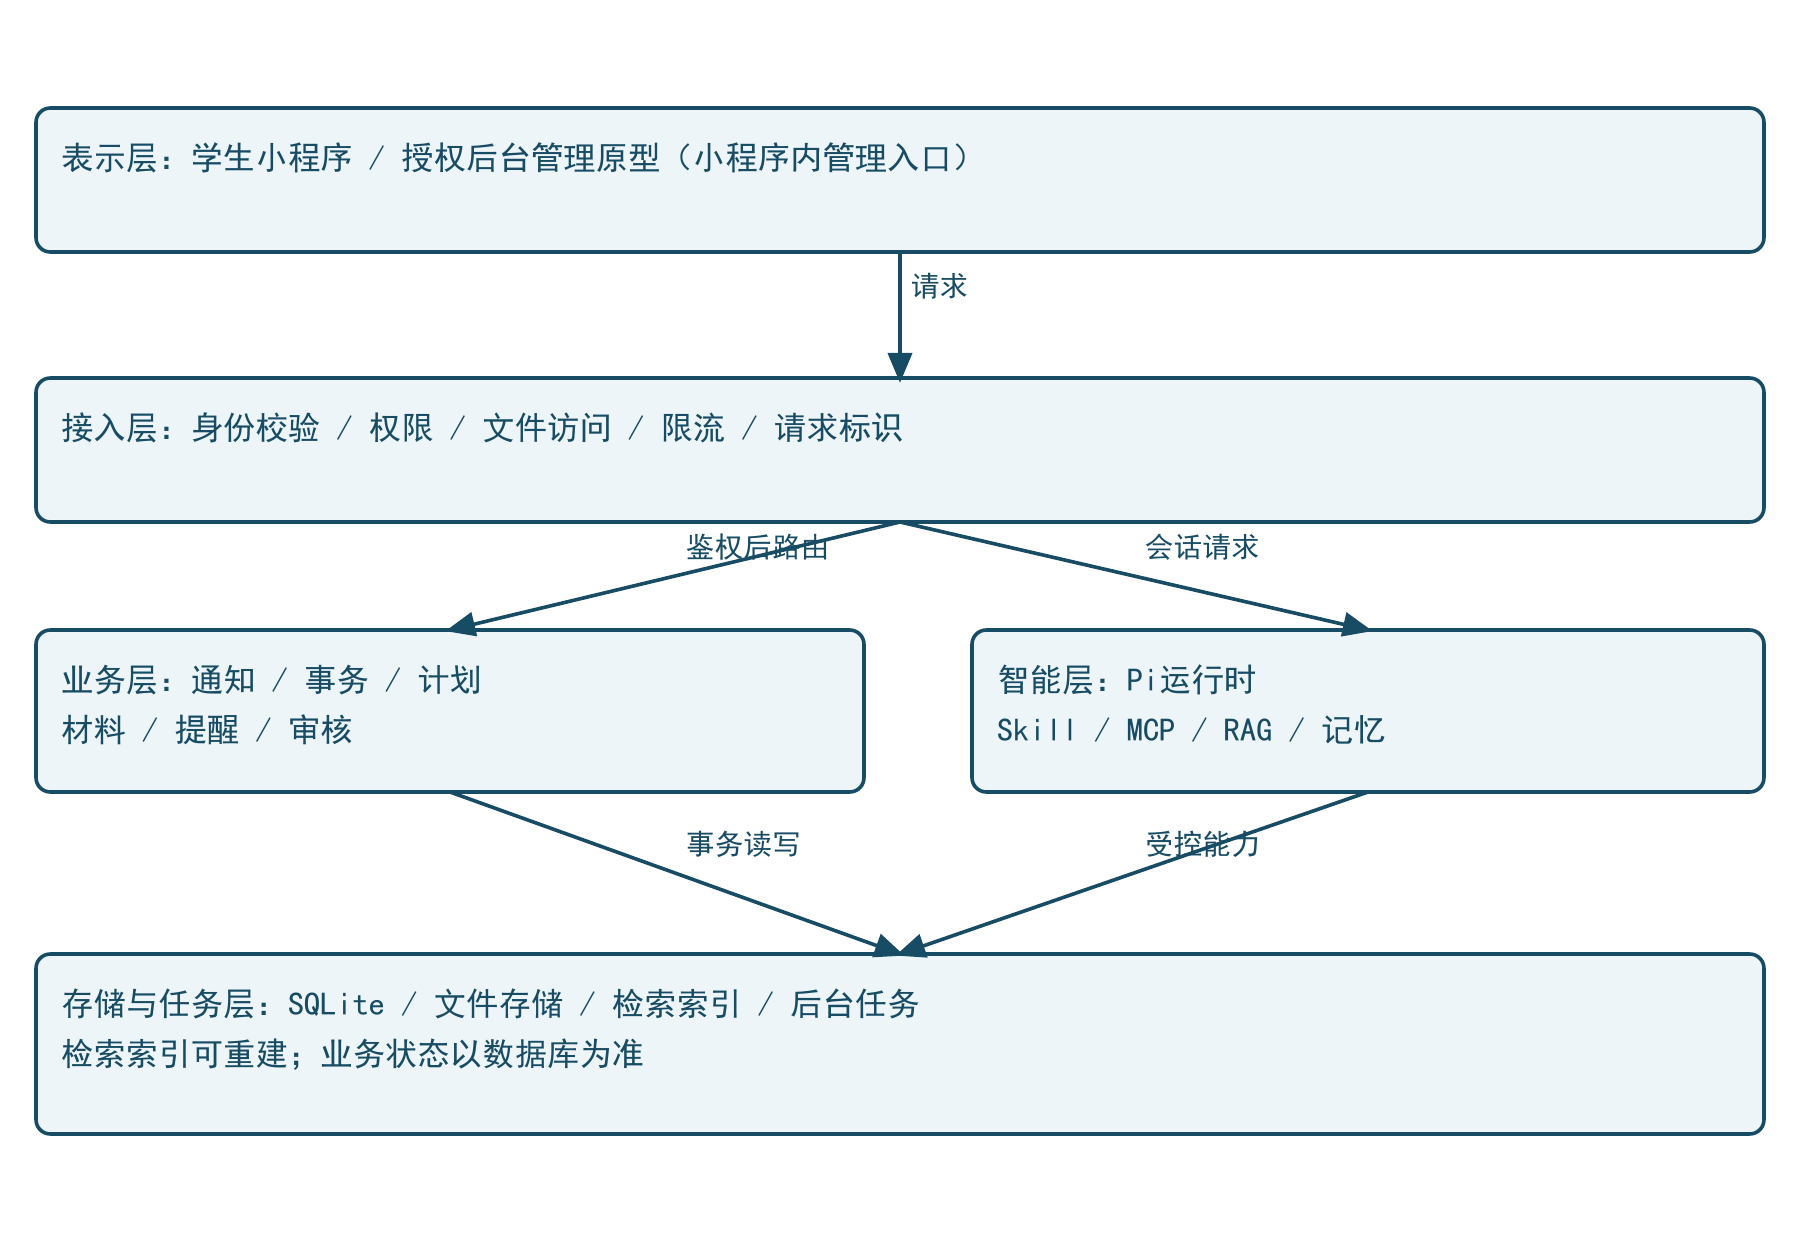 表示层：学生小程序 / 授权后台管理原型（小程序内管理入口）
请求
接入层：身份校验 / 权限 / 文件访问 / 限流 / 请求标识
鉴权后路由
会话请求
业务层：通知 / 事务 / 计划
材料 / 提醒 / 审核
智能层：Pi运行时
Skill / MCP / RAG / 记忆
事务读写
受控能力
存储与任务层：SQLite / 文件存储 / 检索索引 / 后台任务
检索索引可重建；业务状态以数据库为准